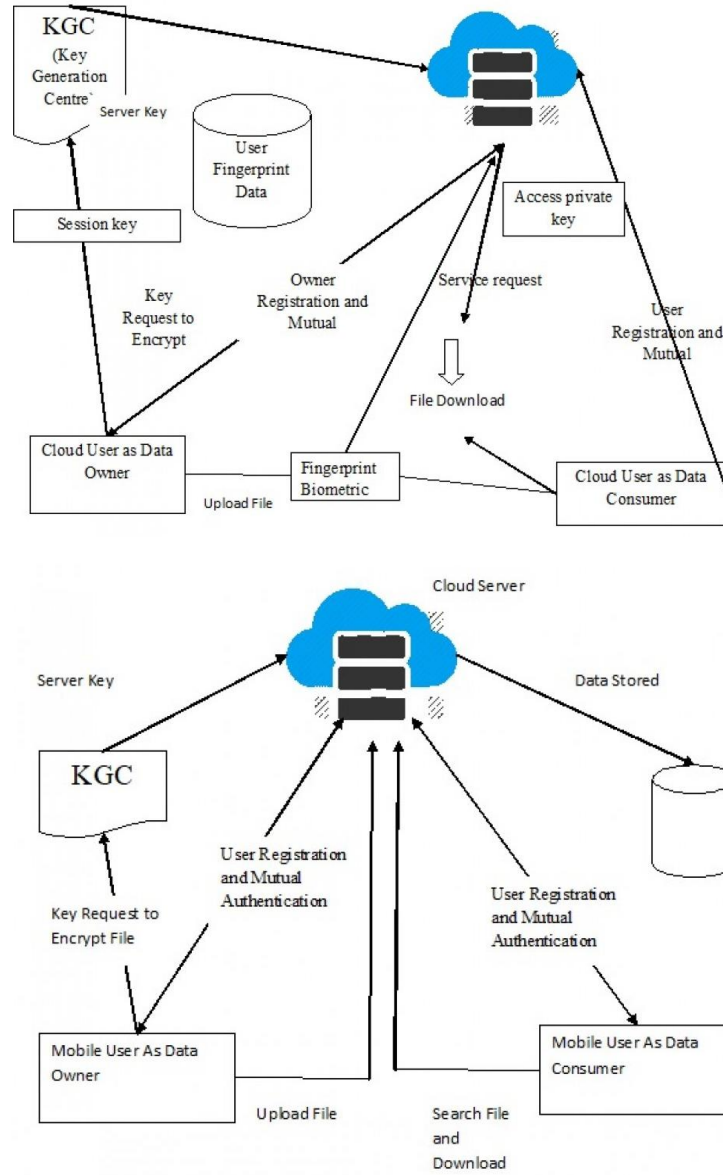 KGC
(Key
Generation
Centre
Server Key
User
Fingerprint
Data
Access private
key
Session key
Owner
Registration and
Mutual
Service request
Key
Request to
Encrypt
User
Registration and
Mutual
File Download
Cloud User as Data
Owner
Fingerprint
Biometric
Cloud User as Data
Consumer
Upload File
Cloud Server
Server Key
Data Stored
KGC
User Registration
and Mutual
Authentication
User Registration
and Mutual
Authentication
Key Request to
Encrypt File
Mobile User As Data
Owner
Mobile User As Data
Consumer
Upload File
Search File
and
Download